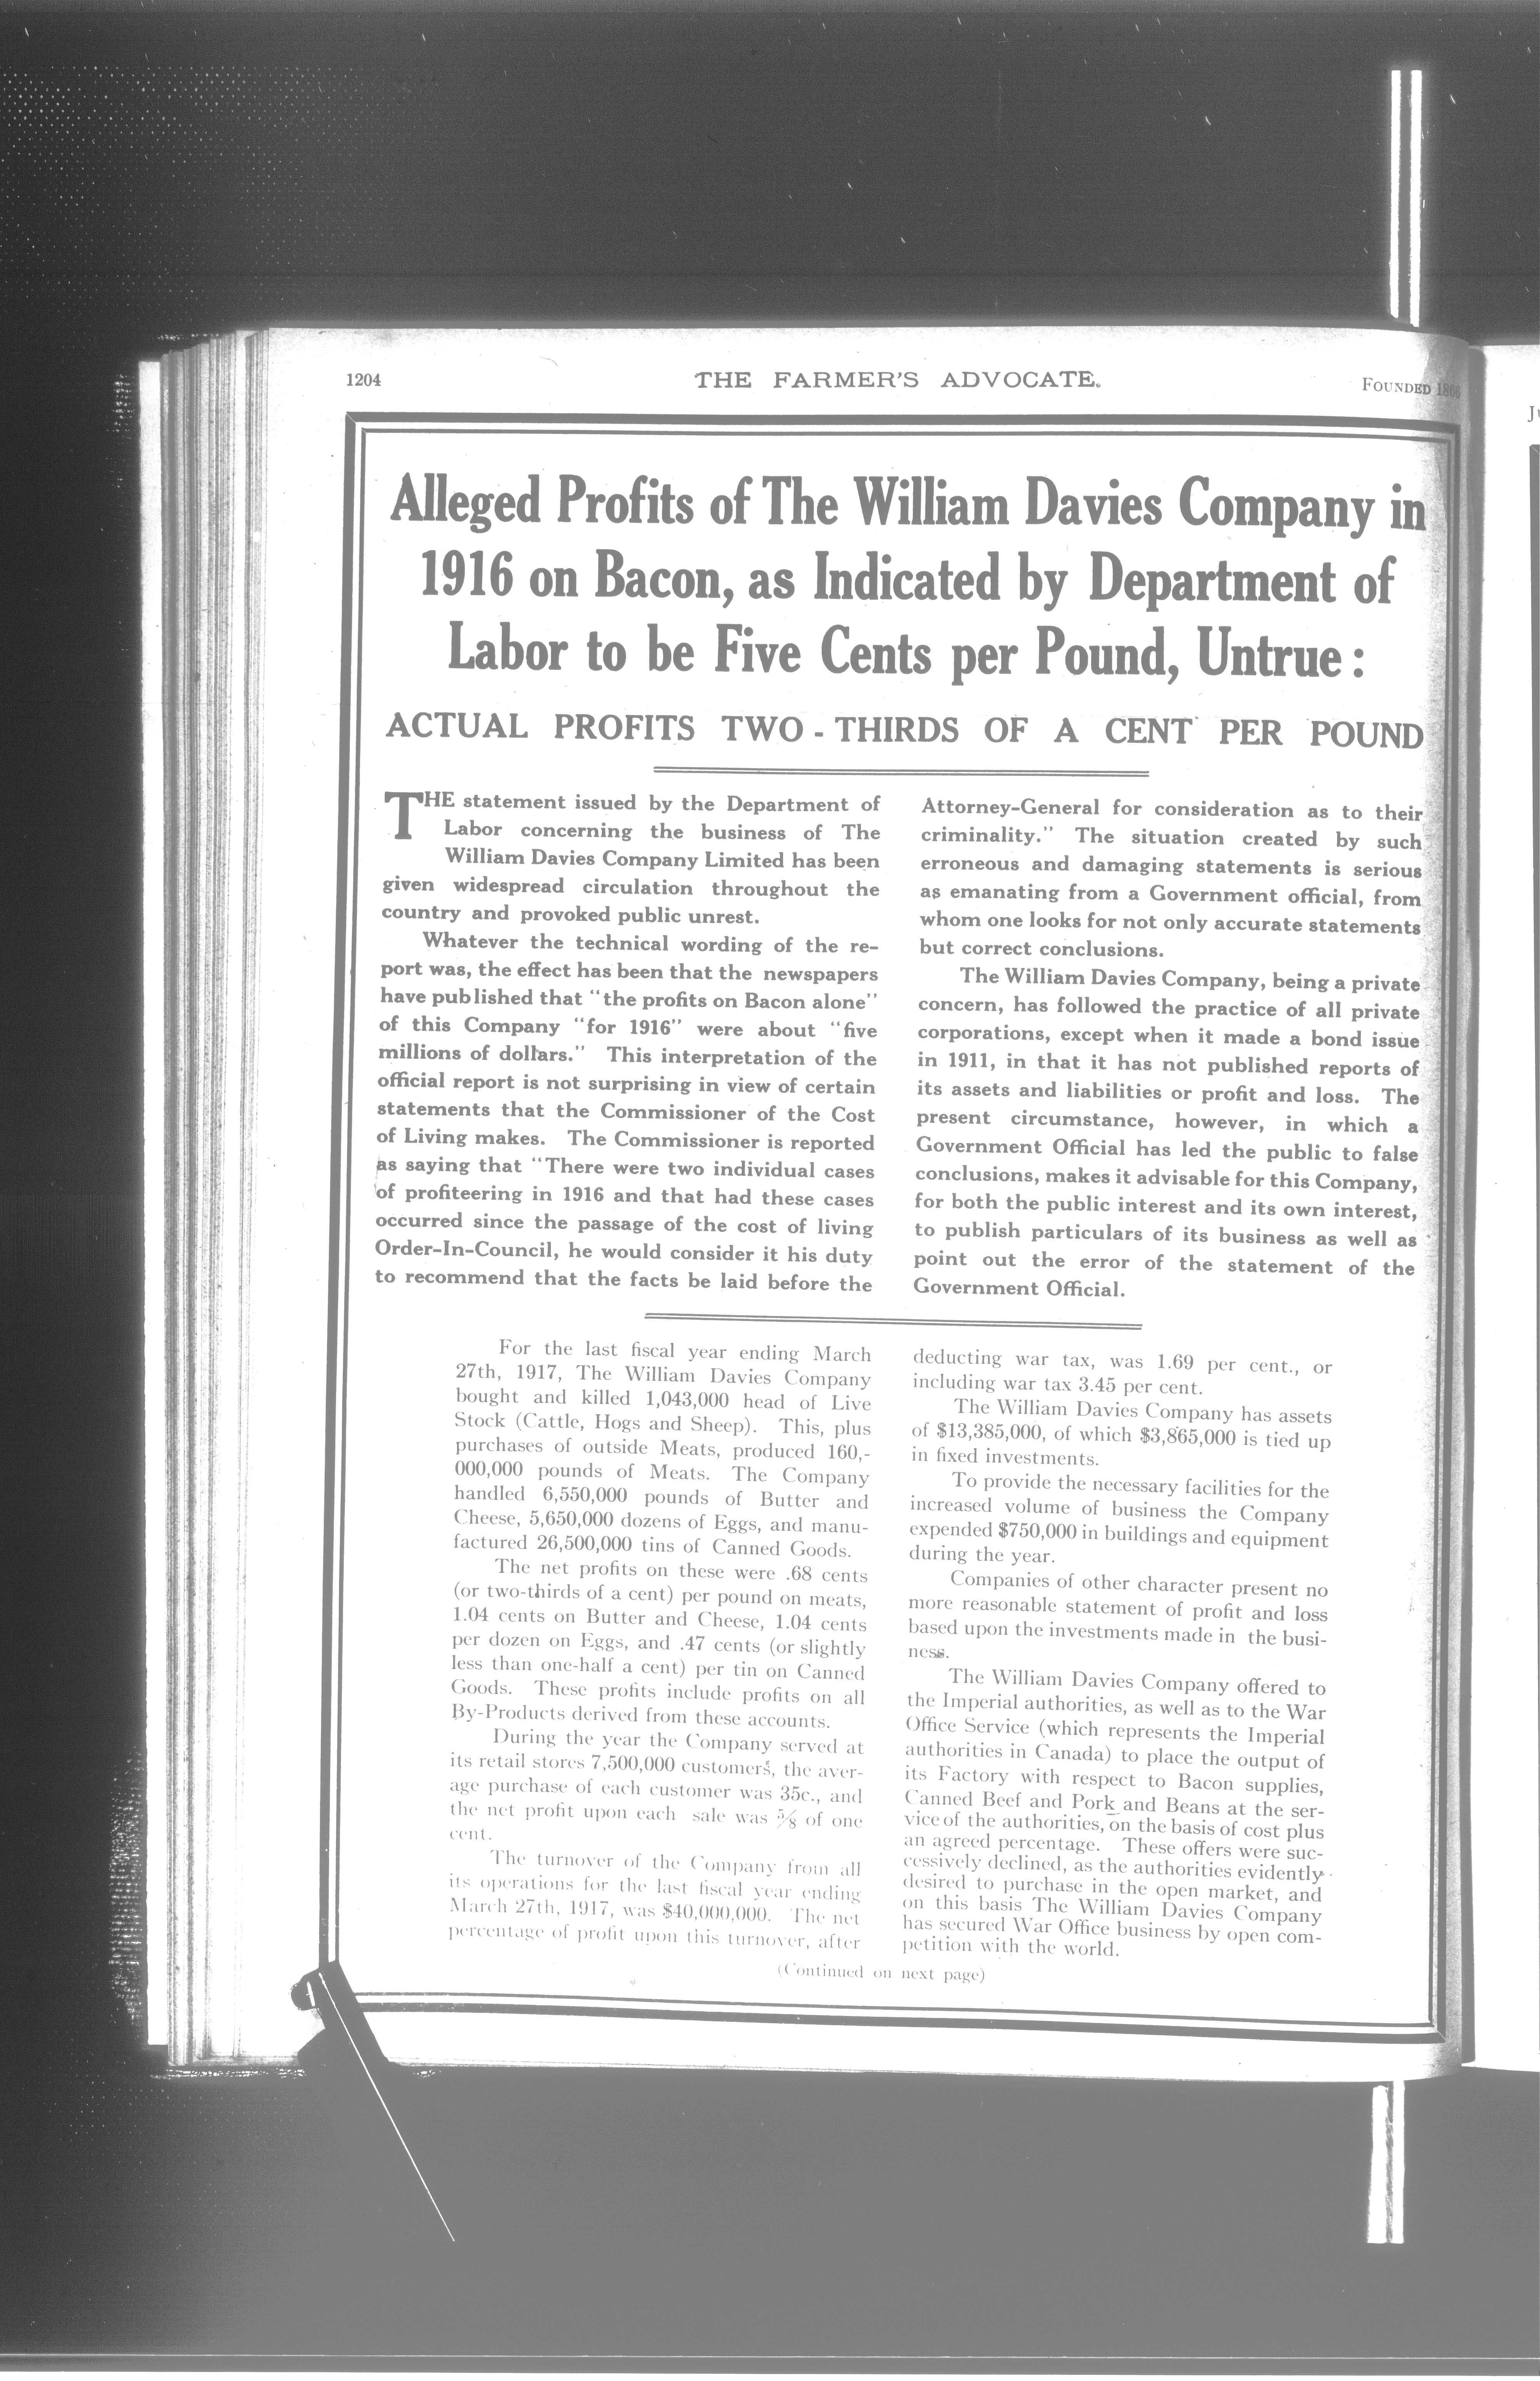 1204
THE FARMER'S ADVOCATE.
FOUNDED 1866
Alleged Profits of The William Davies Company in
1916 on Bacon, as Indicated by Department of
Labor to be Five Cents per Pound, Untrue:
ACTUAL PROFITS TWO-THIRDS OF A CENT PER POUND
THE statement issued by the Department of
Labor concerning the business of The
William Davies Company Limited has been
given widespread circulation throughout the
country and provoked public unrest.
Whatever the technical wording of the re-
port was, the effect has been that the newspapers
have published that "the profits on Bacon alone"
of this Company "for 1916" were about "five
millions of dollars." This interpretation of the
official report is not surprising in view of certain
statements that the Commissioner of the Cost
of Living makes. The Commissioner is reported
as saying that "There were two individual cases
of profiteering in 1916 and that had these cases
occurred since the passage of the cost of living
Order-In-Council, he would consider it his duty
to recommend that the facts be laid before the
Attorney-General for consideration as to their
criminality." The situation created by such
erroneous and damaging statements is serious
as emanating from a Government official, from
whom one looks for not only accurate statements
but correct conclusions.
The William Davies Company, being a private
concern, has followed the practice of all private
corporations, except when it made a bond issue
in 1911, in that it has not published reports of
its assets and liabilities or profit and loss. The
present circumstance, however, in which a
Government Official has led the public to false
conclusions, makes it advisable for this Company,
for both the public interest and its own interest,
to publish particulars of its business as well as
point out the error of the statement of the
Government Official.
For the last fiscal year ending March
27th, 1917, The William Davies Company
bought and killed 1,043,000 head of Live
Stock (Cattle, Hogs and Sheep). This, plus
purchases of outside Meats, produced 160,-
000,000 pounds of Meats. The Company
handled 6,550,000 pounds of Butter and
Cheese, 5,650,000 dozens of Eggs, and manu-
factured 26,500,000 tins of Canned Goods.
The net profits on these were .68 cents
(or two-thirds of a cent) per pound on meats,
1.04 cents on Butter and Cheese, 1.04 cents
per dozen on Eggs, and .47 cents (or slightly
less than one-half a cent) per tin on Canned
Goods. These profits include profits on all
By-Products derived from these accounts.
During the year the Company served at
its retail stores 7,500,000 customers, the aver-
age purchase of each customer was 35c., and
the net profit upon each sale was 5/8 of one
cent.
The turnover of the Company from all
its operations for the last fiscal year ending
March 27th, 1917, was $40,000,000. The net
percentage of profit upon this turnover, after
deducting war tax, was 1.69 per cent., or
including war tax 3.45 per cent.
The William Davies Company has assets
of $13,385,000, of which $3,865,000 is tied up
in fixed investments.
To provide the necessary facilities for the
increased volume of business the Company
expended $750,000 in buildings and equipment
during the year.
Companies of other character present no
more reasonable statement of profit and loss
based upon the investments made in the busi-
ness.
The William Davies Company offered to
the Imperial authorities, as well as to the War
Office Service (which represents the Imperial
authorities in Canada) to place the output of
its Factory with respect to Bacon supplies,
Canned Beef and Pork and Beans at the ser-
vice of the authorities, on the basis of cost plus
an agreed percentage. These offers were suc-
cessively declined, as the authorities evidently
desired to purchase in the open market, and
on this basis The William Davies Company
has secured War Office business by open com-
petition with the world.
(Continued on next page)